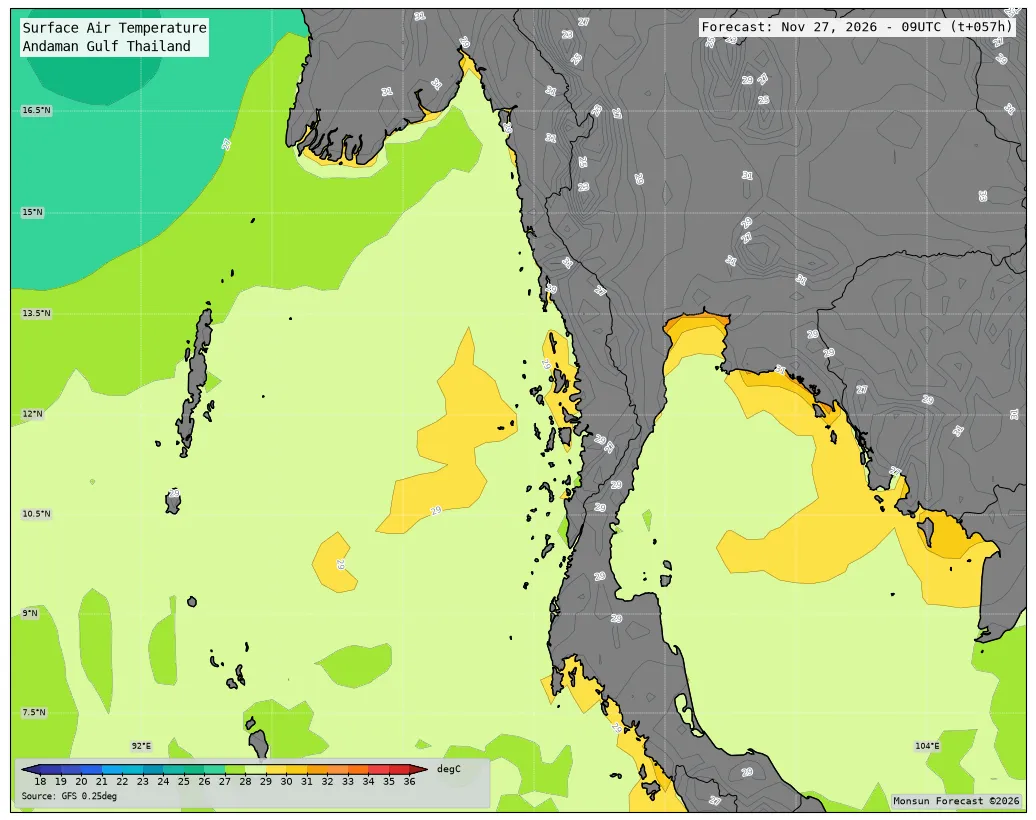 Surface Air Temperature
Andaman Gulf Thailand
Forecast: Nov 27, 2026 - 09UTC (t+057h)
16.5°N
15°N
13.5°N
12°N
10.5°N
9°N
7.5°N
92°E
104°E
18 19 20 21 22 23 24 25 26 27 28 29 30 31 32 33 34 35 36
degC
Source: GFS 0.25deg
Monsun Forecast ©2026